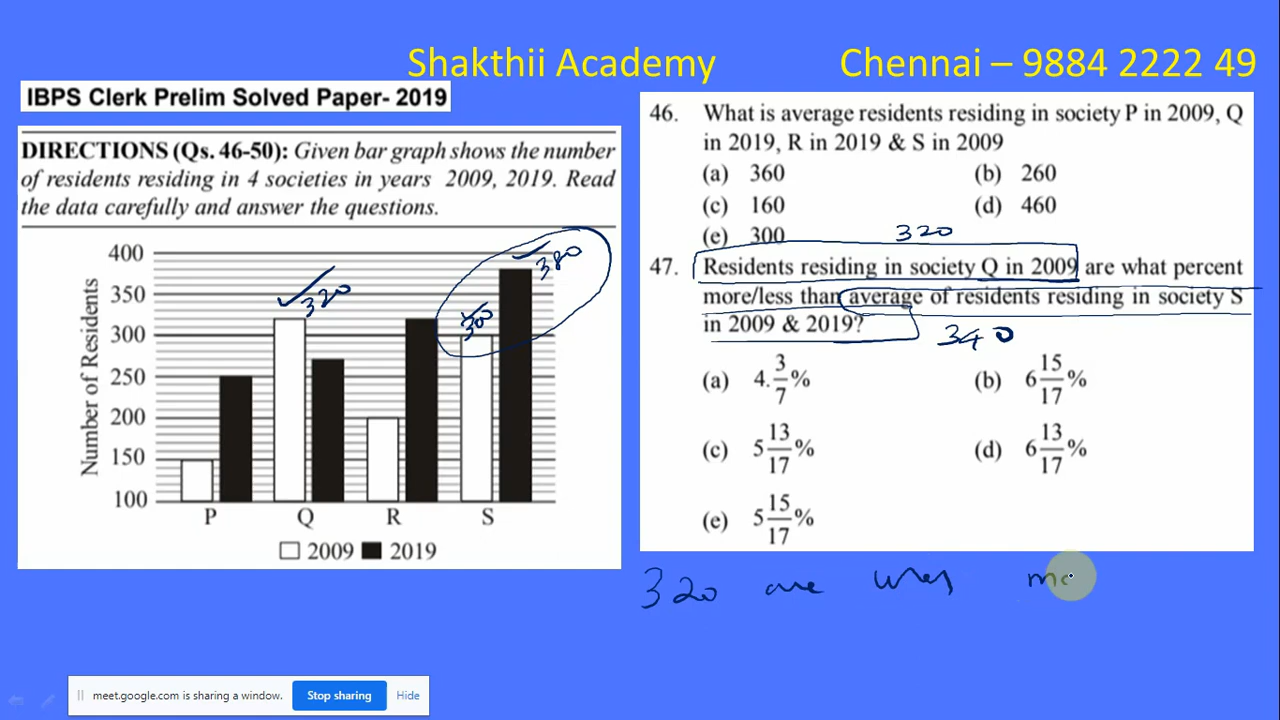 Shakthii Academy Chennai – 9884 2222 49
IBPS Clerk Prelim Solved Paper- 2019
DIRECTIONS (Qs. 46-50): Given bar graph shows the number
of residents residing in 4 societies in years 2009, 2019. Read
the data carefully and answer the questions.
Number of Residents
400
350
300
250
200
150
100
320
300
380
P Q R S
2009 2019
46. What is average residents residing in society P in 2009, Q
in 2019, R in 2019 & S in 2009
(a) 360 (b) 260
(c) 160 (d) 460
(e) 300
320
47. Residents residing in society Q in 2009 are what percent
more/less than average of residents residing in society S
in 2009 & 2019?
340
(a) 4.3/7% (b) 6 15/17%
(c) 5 13/17% (d) 6 13/17%
(e) 5 15/17%
320 are
meet.google.com is sharing a window. Stop sharing Hide